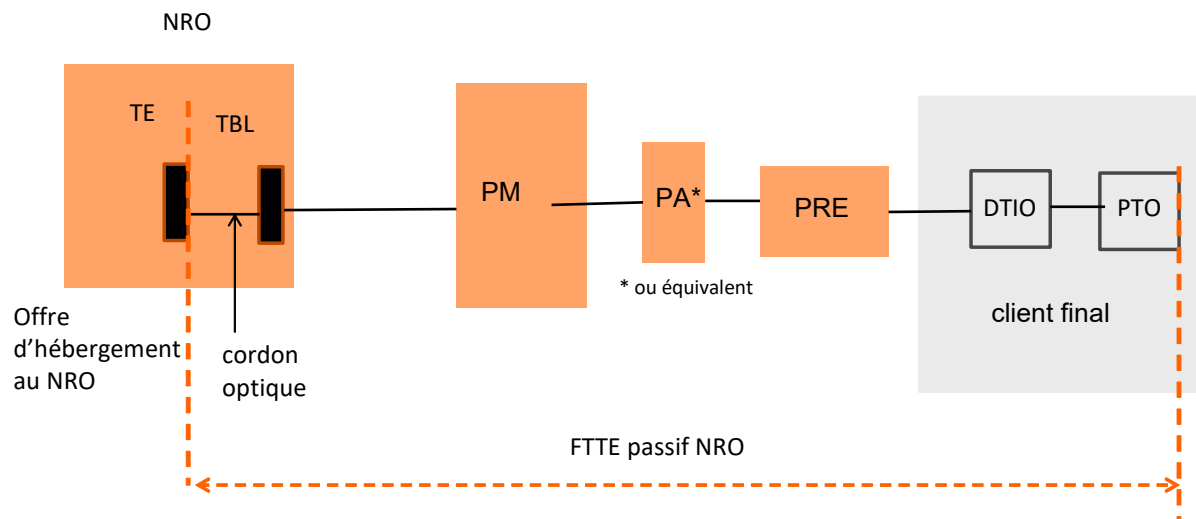 NRO
TE
TBL
PM
PA*
PRE
DTIO
PTO
* ou équivalent
client final
Offre
d’hébergement
au NRO
cordon
optique
FTTE passif NRO